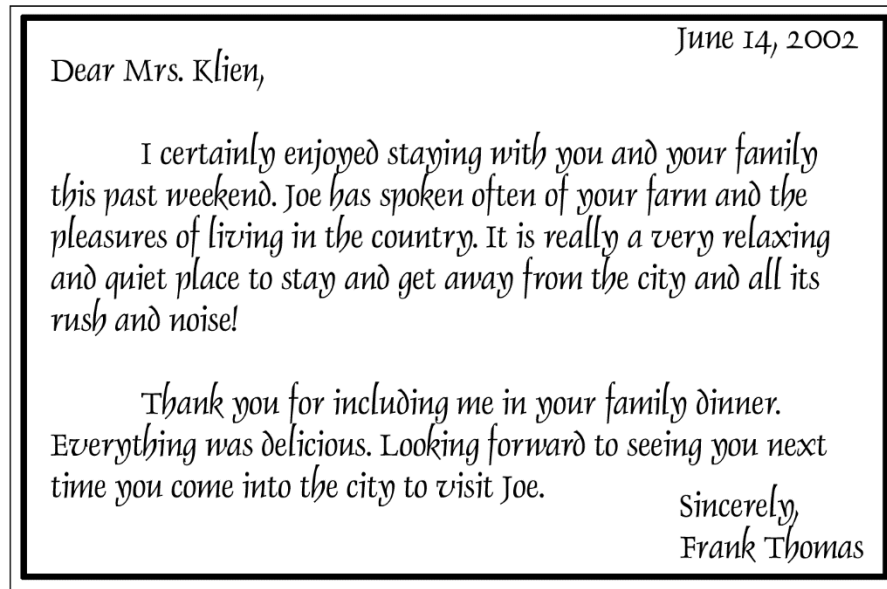 June 14, 2002
Dear Mrs. Klien,
I certainly enjoyed staying with you and your family
this past weekend. Joe has spoken often of your farm and the
pleasures of living in the country. It is really a very relaxing
and quiet place to stay and get away from the city and all its
rush and noise!
Thank you for including me in your family dinner.
Everything was delicious. Looking forward to seeing you next
time you come into the city to visit Joe.
Sincerely,
Frank Thomas